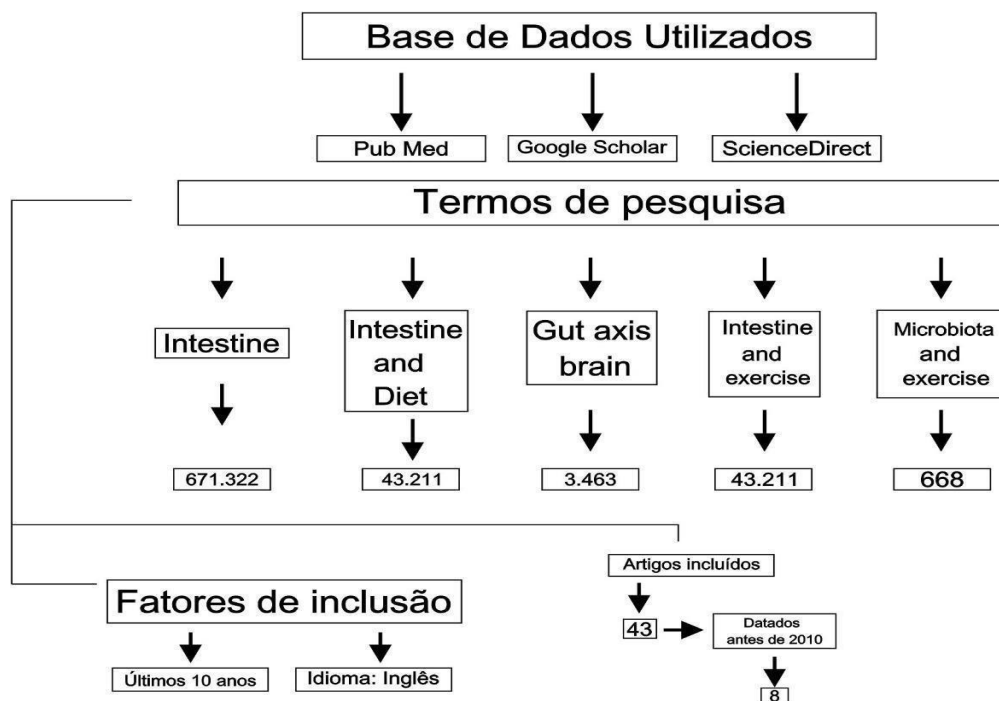 Base de Dados Utilizados
Pub Med
Google Scholar
ScienceDirect
Termos de pesquisa
Intestine
Intestine
and
Diet
Gut axis
brain
Intestine
and
exercise
Microbiota
and
exercise
671.322
43.211
3.463
43.211
668
Artigos incluídos
43
Datados
antes de 2010
8
Fatores de inclusão
Últimos 10 anos
Idioma: Inglês